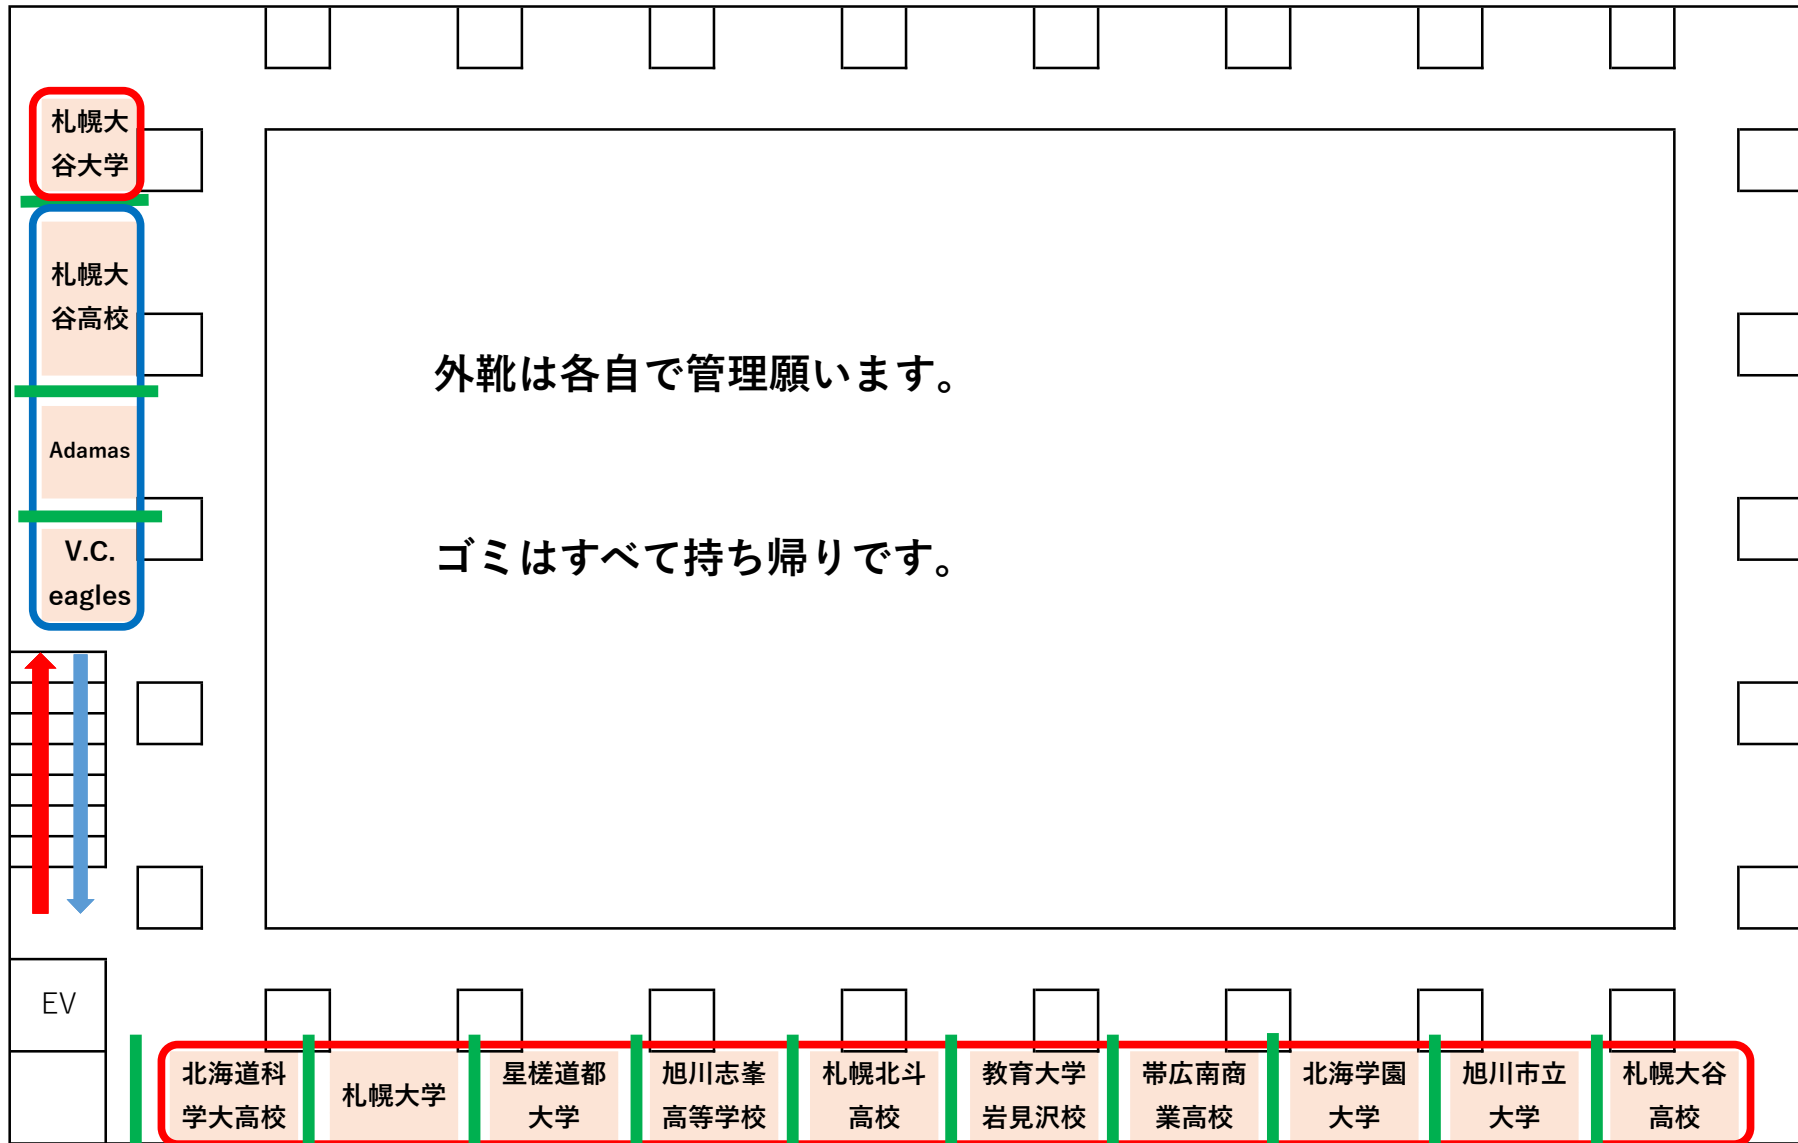 札幌大
谷大学
札幌大
谷高校
外靴は各自で管理願います。
Adamas
ゴミはすべて持ち帰りです。
V.C.
eagles
EV
北海道科
学大高校
札幌大学
星槎道都
大学
旭川志峯
高等学校
札幌北斗
高校
教育大学
岩見沢校
帯広南商
業高校
北海学園
大学
旭川市立
大学
札幌大谷
高校